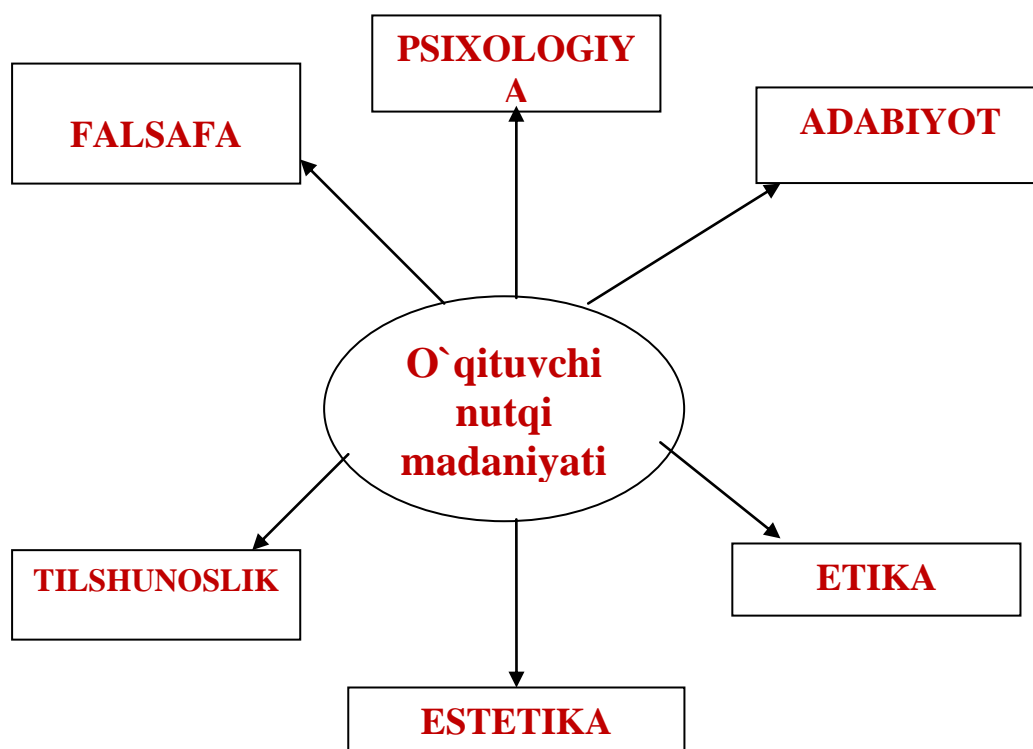 PSIXOLOGIY
A
FALSAFA
ADABIYOT
O`qituvchi
nutqi
madaniyati
TILSHUNOSLIK
ETIKA
ESTETIKA